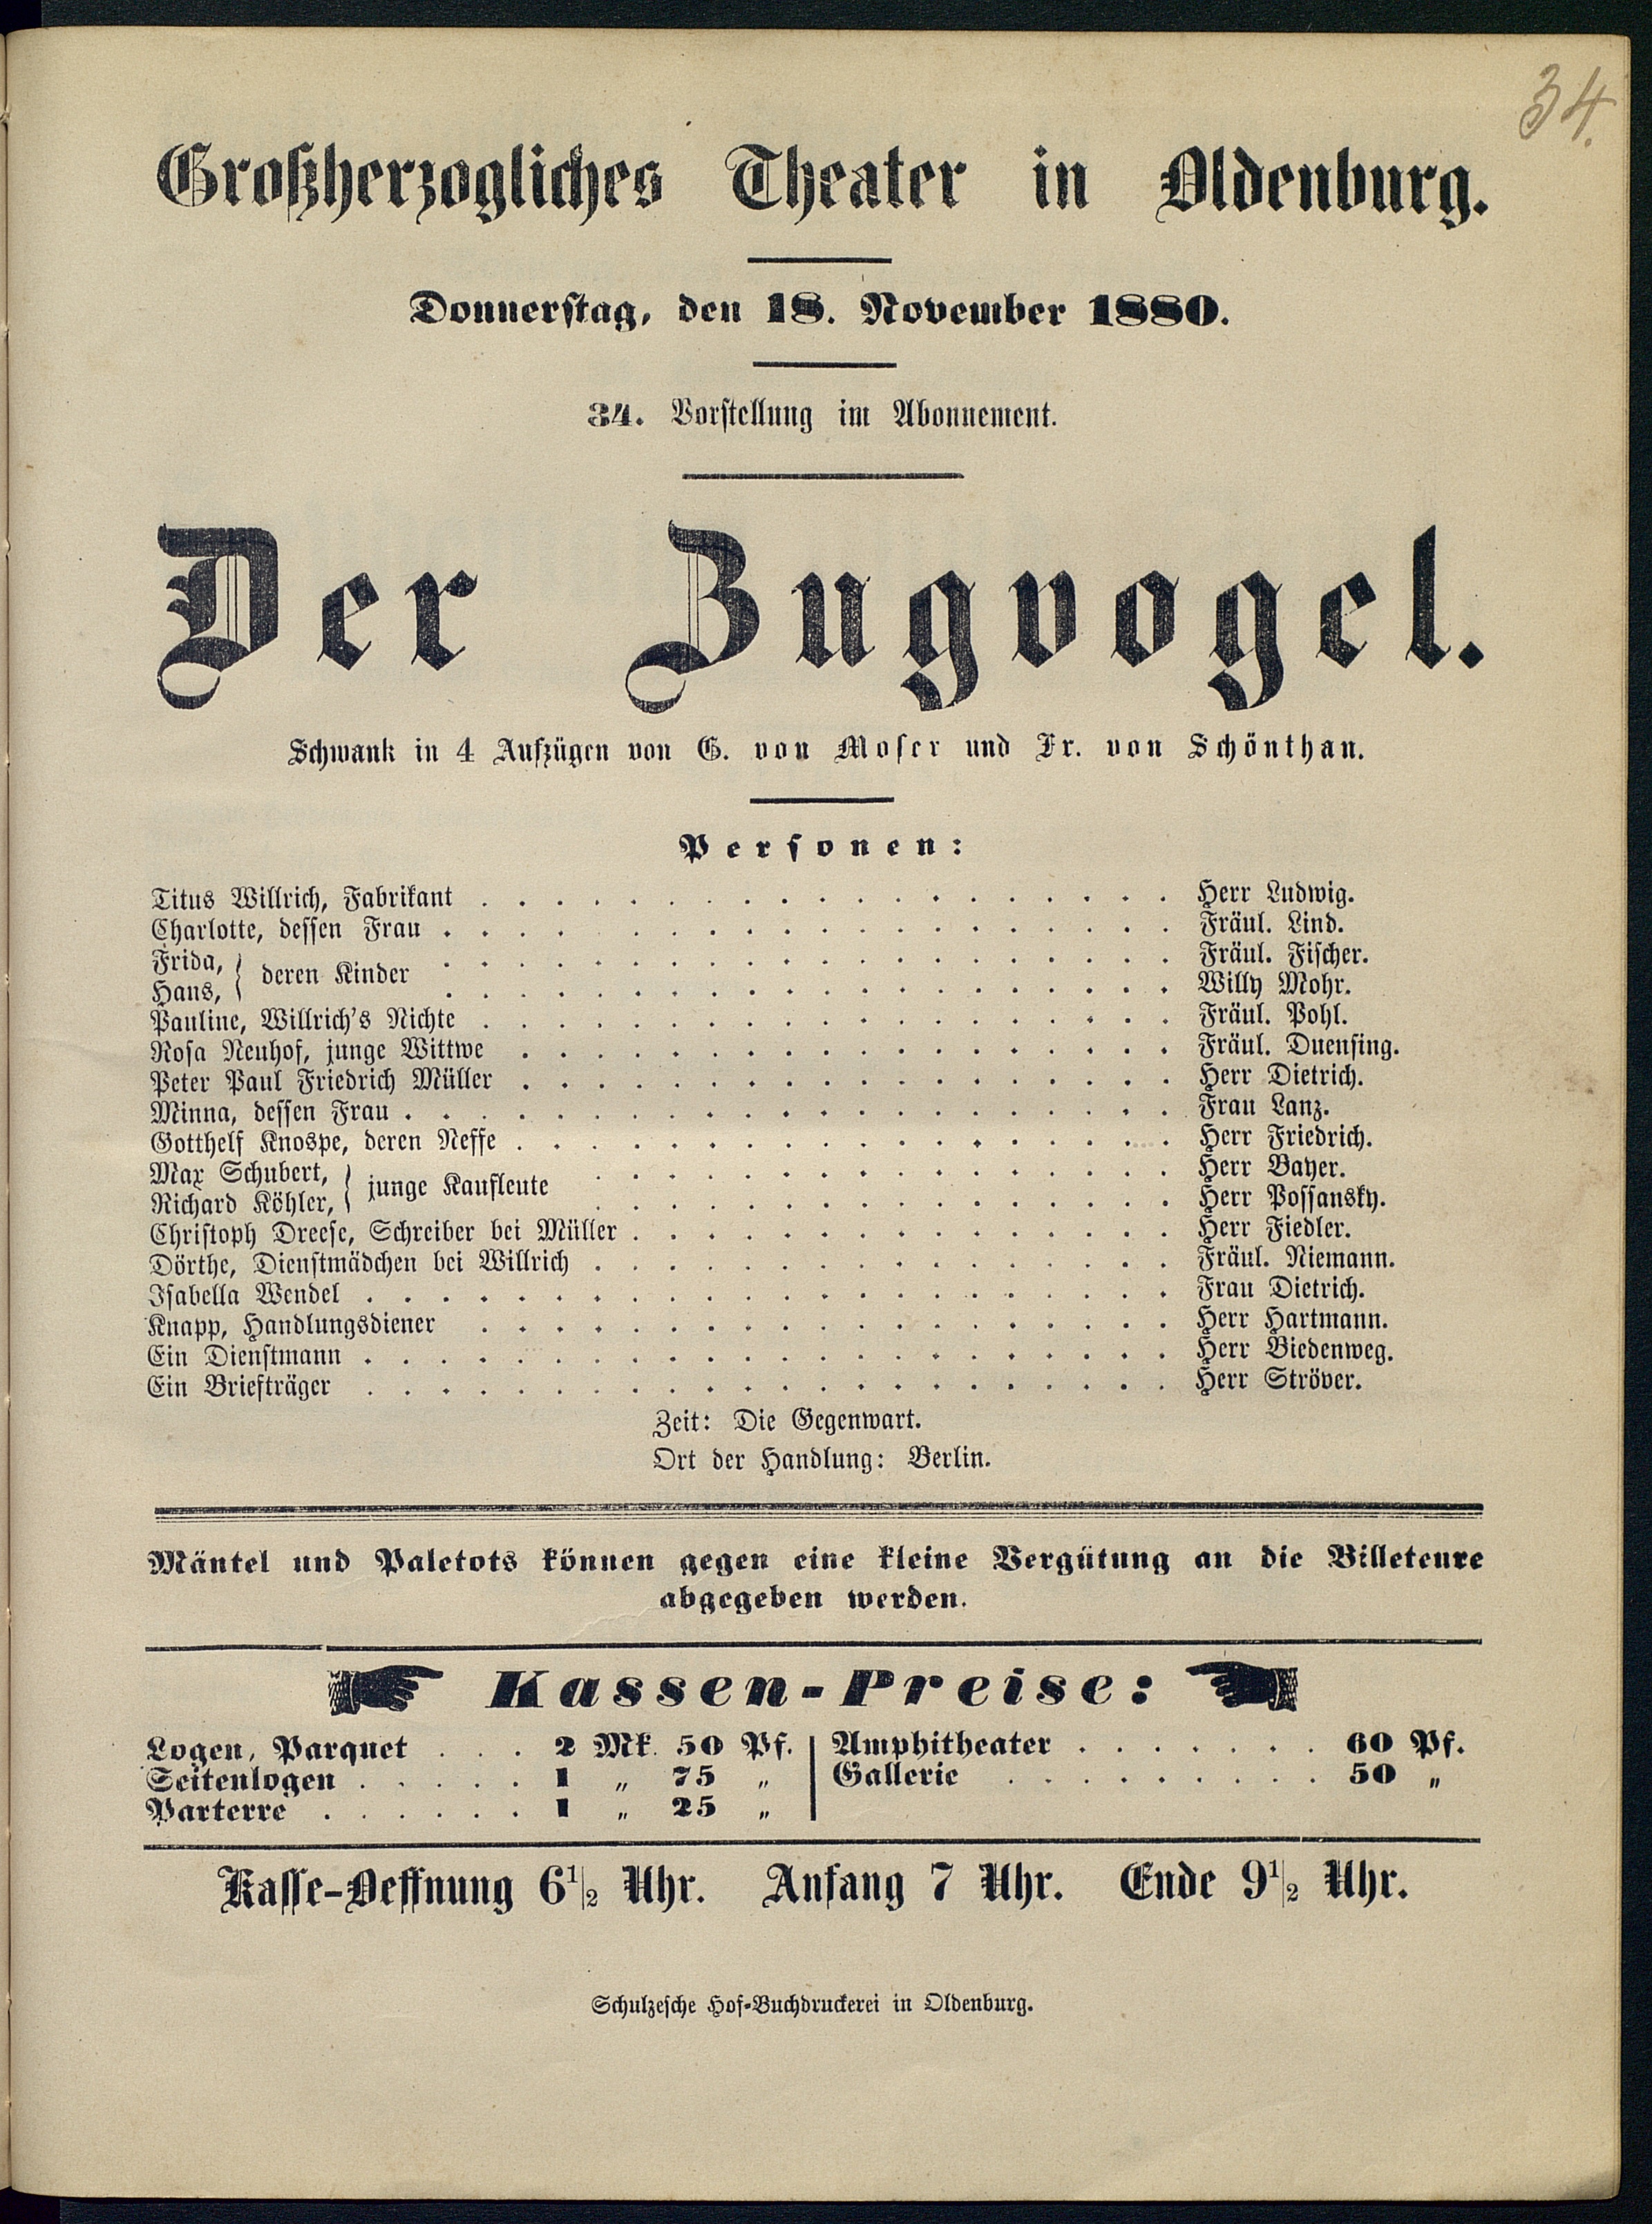 34.
Großherzogliches Theater in Oldenburg.
Donnerstag, den 18. November 1880.
34. Vorstellung im Abonnement.
Der Zugvogel.
Schwank in 4 Aufzügen von G. von Moser und Fr. von Schönthan.
Personen:
Titus Willrich, Fabrikant . . . . . . . . . . . . . . . . . . . Herr Ludwig.
Charlotte, dessen Frau . . . . . . . . . . . . . . . . . . . . Fräul. Lind.
Frida, } deren Kinder . . . . . . . . . . . . . . . . . . . . Fräul. Fischer.
Hans, } . . . . . . . . . . . . . . . . . . . . Willy Mohr.
Pauline, Willrich's Nichte . . . . . . . . . . . . . . . . . . . Fräul. Pohl.
Rosa Neuhof, junge Wittwe . . . . . . . . . . . . . . . . . . Fräul. Duensing.
Peter Paul Friedrich Müller . . . . . . . . . . . . . . . . . . Herr Dietrich.
Minna, dessen Frau . . . . . . . . . . . . . . . . . . . . . Frau Lanz.
Gotthelf Knospe, deren Neffe . . . . . . . . . . . . . . . . . . Herr Friedrich.
Max Schubert, } junge Kaufleute . . . . . . . . . . . . . . . Herr Bayer.
Richard Köhler, } . . . . . . . . . . . . . . . . Herr Possansky.
Christoph Dreese, Schreiber bei Müller . . . . . . . . . . . . . . . Herr Fiedler.
Dörthe, Dienstmädchen bei Willrich . . . . . . . . . . . . . . . . Fräul. Niemann.
Isabella Wendel . . . . . . . . . . . . . . . . . . . . . . Frau Dietrich.
Knapp, Handlungsdiener . . . . . . . . . . . . . . . . . . . Herr Hartmann.
Ein Dienstmann . . . . . . . . . . . . . . . . . . . . . . Herr Biedenweg.
Ein Briefträger . . . . . . . . . . . . . . . . . . . . . . Herr Ströver.
Zeit: Die Gegenwart.
Ort der Handlung: Berlin.
Mäntel und Paletots können gegen eine kleine Vergütung an die Billeteure
abgegeben werden.
Kassen-Preise:
Logen, Parquet . . . 2 Mk. 50 Pf. | Amphitheater . . . . . . . 60 Pf.
Seitenlogen . . . . . 1 „ 75 „ | Gallerie . . . . . . . . . 50 „
Parterre . . . . . . 1 „ 25 „
Kasse-Oeffnung 6 1/2 Uhr. Anfang 7 Uhr. Ende 9 1/2 Uhr.
Schulzesche Hof-Buchdruckerei in Oldenburg.